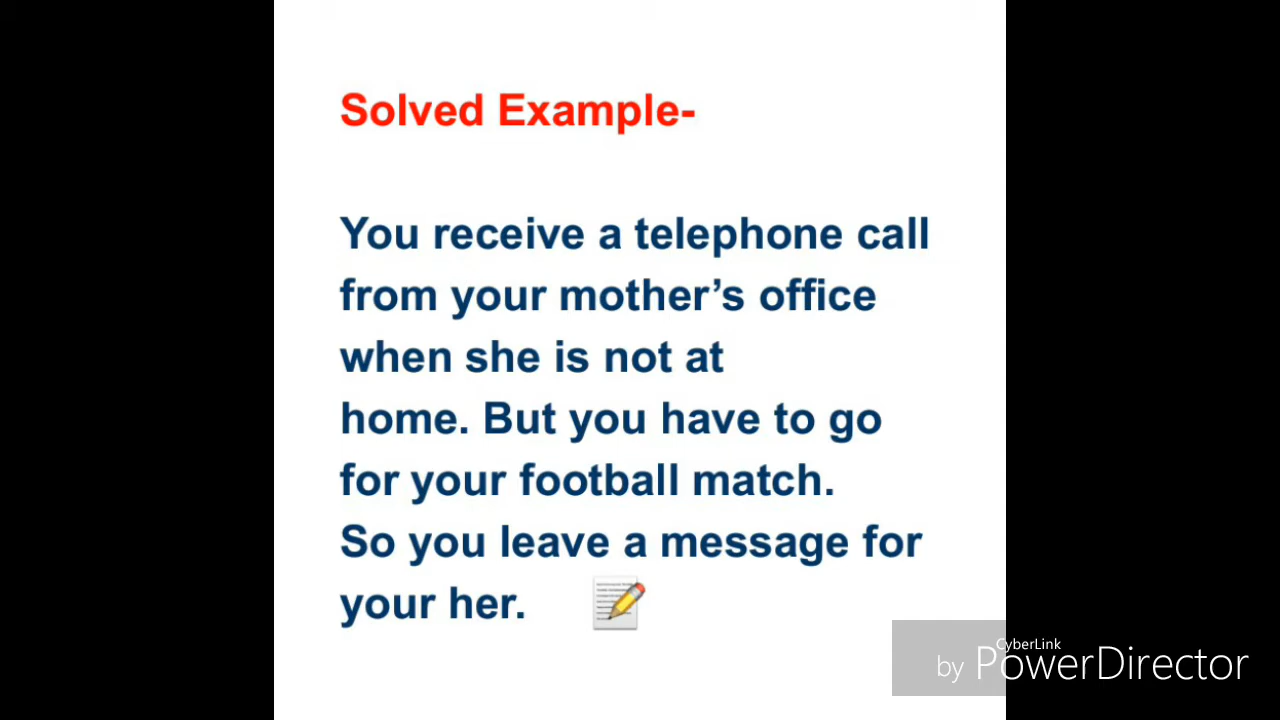 Solved Example-
You receive a telephone call
from your mother’s office
when she is not at
home. But you have to go
for your football match.
So you leave a message for
your her.
CyberLink
by PowerDirector